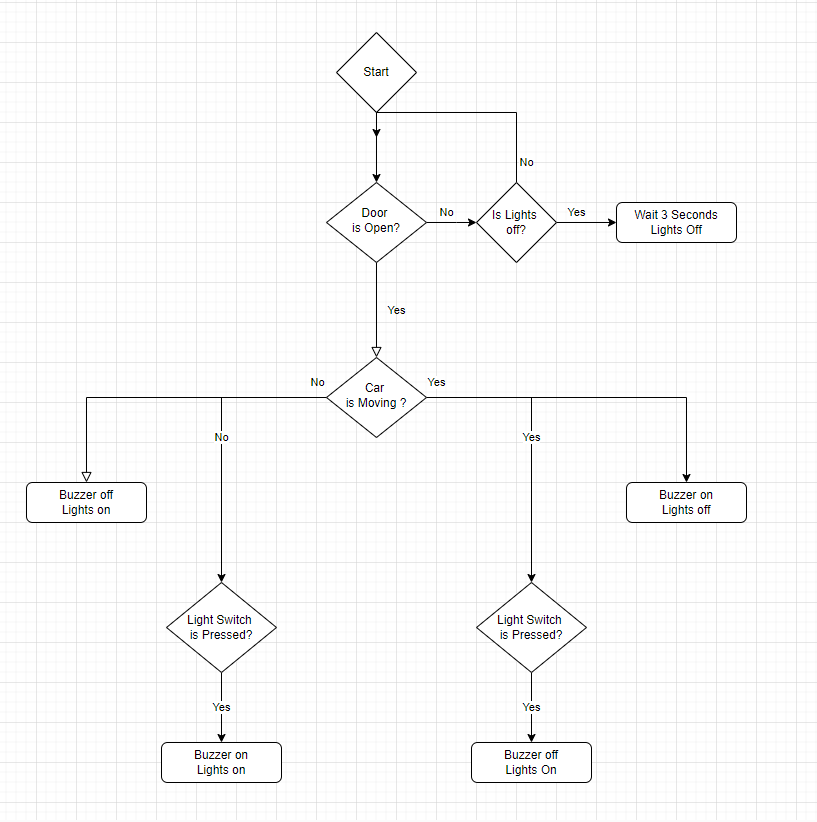 Start
No
Door
is Open?
No
Is Lights
off?
Yes
Wait 3 Seconds
Lights Off
Yes
No
Car
is Moving ?
Yes
No
Yes
Buzzer off
Lights on
Buzzer on
Lights off
Light Switch
is Pressed?
Light Switch
is Pressed?
Yes
Yes
Buzzer on
Lights on
Buzzer off
Lights On